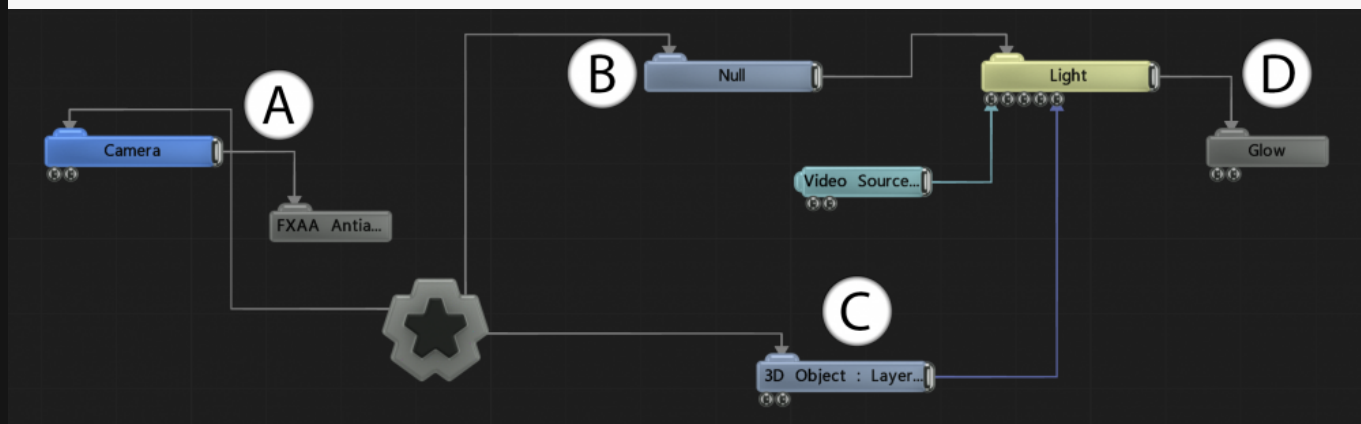 A
B
Null
Light
D
Camera
Glow
Video Source...
FXAA Antia...
C
3D Object : Layer...